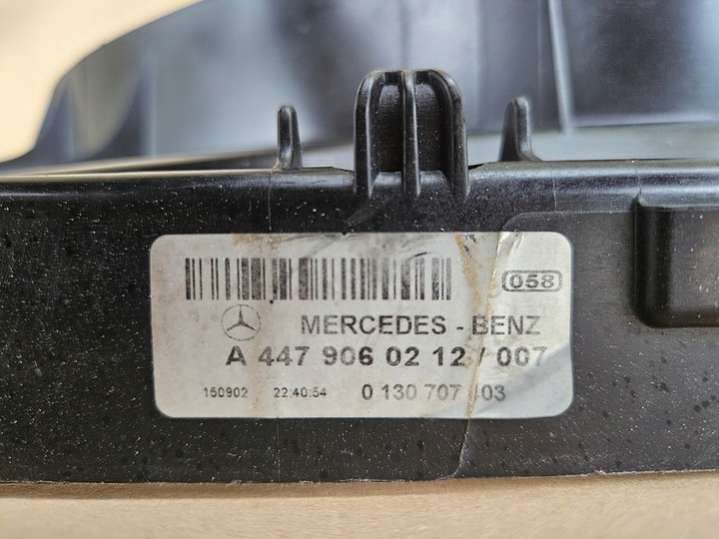 058
MERCEDES - BENZ
A 447 906 02 12 / 007
150902 22:40:54 0 130 707